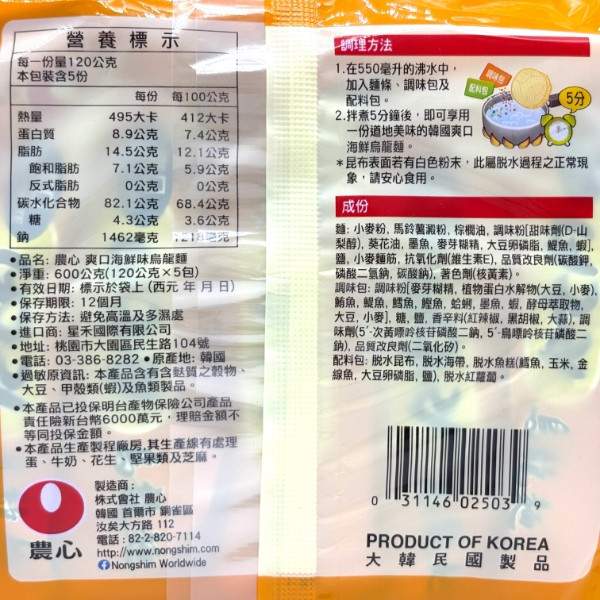 營養標示
每一份量120公克
本包裝含5份
每份 每100公克
熱量 495大卡 412大卡
蛋白質 8.9公克 7.4公克
脂肪 14.5公克 12.1公克
飽和脂肪 7.1公克 5.9公克
反式脂肪 0公克 0公克
碳水化合物 82.1公克 68.4公克
糖 4.3公克 3.6公克
鈉 1462毫克 1218毫克
•品名: 農心 爽口海鮮味烏龍麵
•淨重: 600公克(120公克×5包)
•有效日期: 標示於袋上 (西元 年 月 日)
•保存期限: 12個月
•保存方法: 避免高溫及多濕處
•進口商: 星禾國際有限公司
•地址: 桃園市大園區民生路104號
•電話: 03-386-8282 •原產地: 韓國
•過敏原資訊: 本產品含有含麩質之穀物、
大豆、甲殼類(蝦)及魚類製品。
•本產品已投保明台產物保險公司產品
責任險新台幣6000萬元，理賠金額不
等同投保金額。
•本產品生產製程廠房,其生產線有處理
蛋、牛奶、花生、堅果類及芝麻。
農心
製造商:
株式會社 農心
韓國 首爾市 銅雀區
汝矣大方路 112
電話: 82-2-820-7114
http://www.nongshim.com
Nongshim Worldwide
調理方法
1.在550毫升的沸水中，
加入麵條、調味包及
配料包。
2.拌煮5分鐘後，即可享用
一份道地美味的韓國爽口
海鮮烏龍麵。
*昆布表面若有白色粉末，此屬脫水過程之正常現
象，請安心食用。
調味包
配料包
5分
成份
麵: 小麥粉, 馬鈴薯澱粉, 棕櫚油, 調味粉[甜味劑(D-山
梨醇), 葵花油, 墨魚, 麥芽糊精, 大豆卵磷脂, 鯷魚, 蝦],
鹽, 小麥麵筋, 抗氧化劑(維生素E), 品質改良劑(碳酸鉀,
磷酸二氫鈉, 碳酸鈉), 著色劑(核黃素)。
調味包: 調味粉[麥芽糊精, 植物蛋白水解物(大豆, 小麥),
鮪魚, 鯷魚, 鱈魚, 鰹魚, 蛤蜊, 墨魚, 蝦, 酵母萃取物,
大豆, 小麥], 糖, 鹽, 香辛料(紅辣椒, 黑胡椒, 大蒜), 調
味劑(5'-次黃嘌呤核苷磷酸二鈉, 5'-鳥嘌呤核苷磷酸二
鈉), 品質改良劑(二氧化矽)。
配料包: 脫水昆布, 脫水海帶, 脫水魚糕(鱈魚, 玉米, 金
線魚, 大豆卵磷脂, 鹽), 脫水紅蘿蔔。
0 31146 02503 9
PRODUCT OF KOREA
大韓民國製品